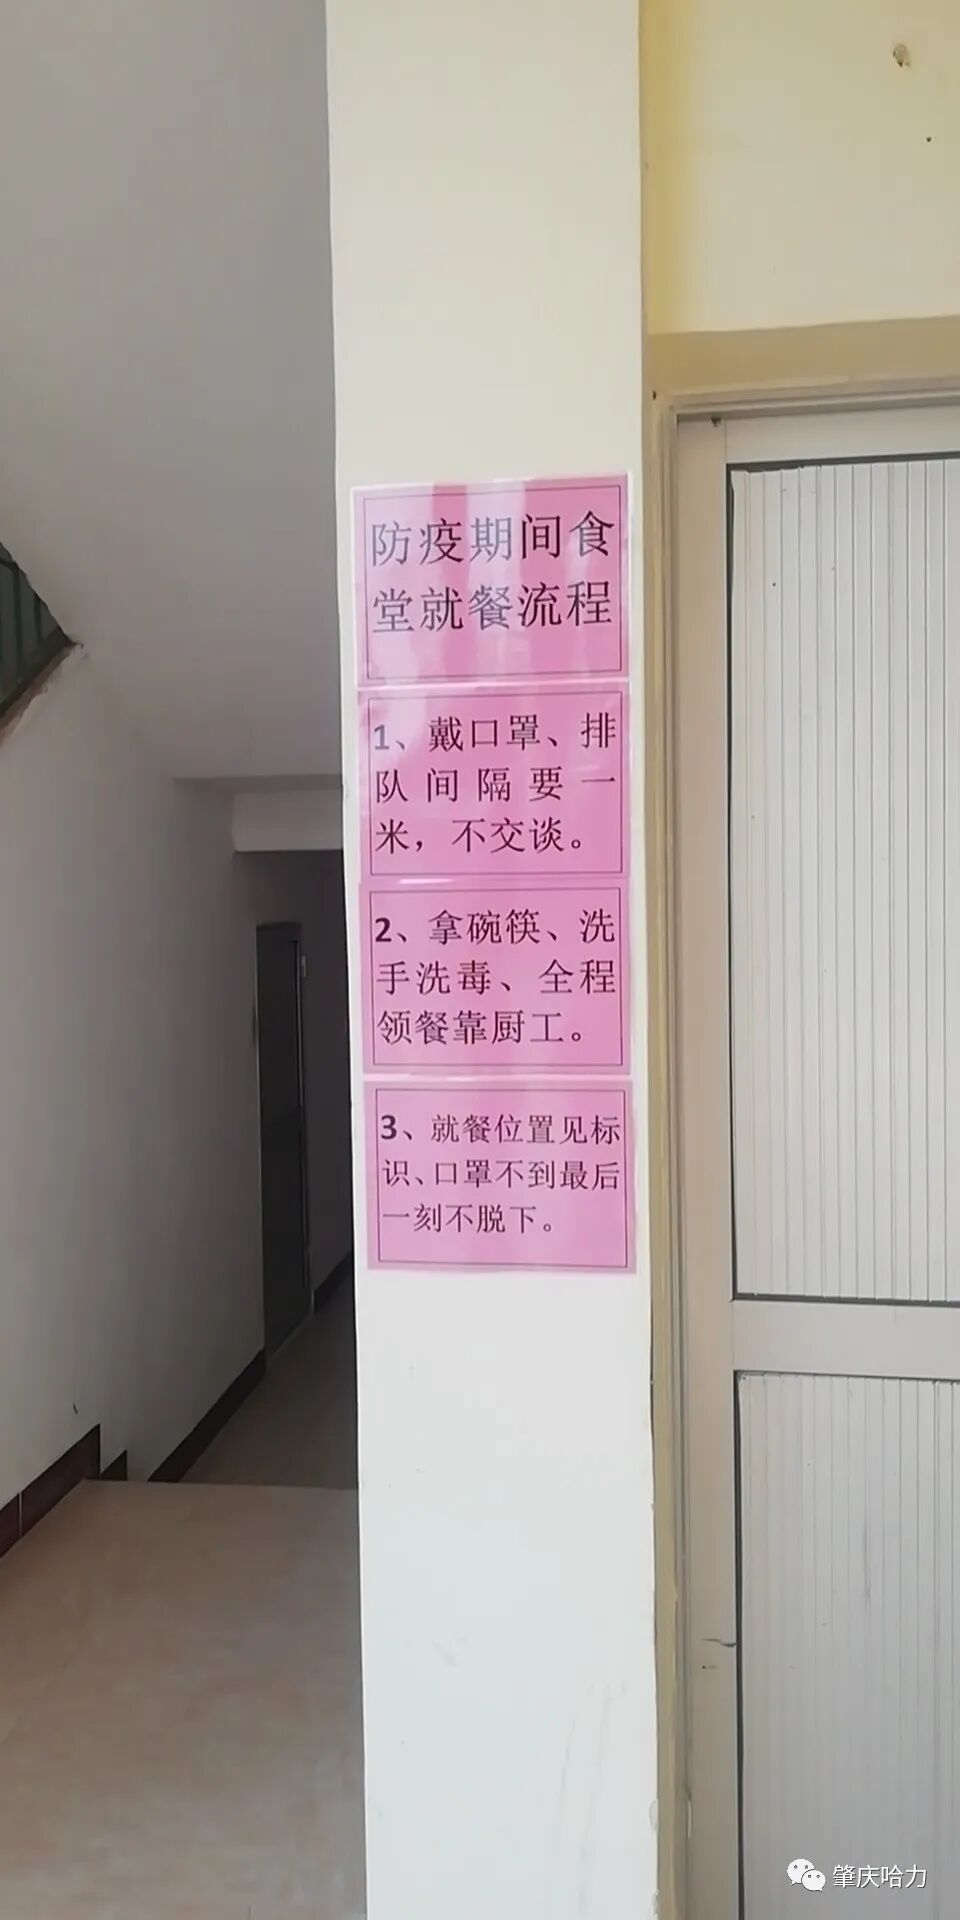 防疫期间食
堂就餐流程
1、戴口罩、排
队间隔要一
米，不交谈。
2、拿碗筷、洗
手洗毒、全程
领餐靠厨工。
3、就餐位置见标
识、口罩不到最后
一刻不脱下。
肇庆哈力